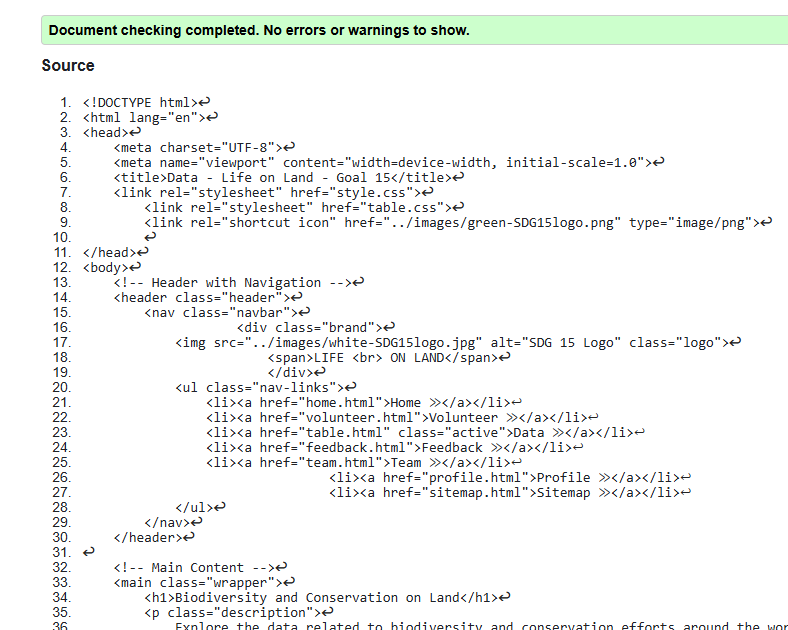 Document checking completed. No errors or warnings to show.
Source
1. <!DOCTYPE html>↩
2. <html lang="en">↩
3. <head>↩
4.     <meta charset="UTF-8">↩
5.     <meta name="viewport" content="width=device-width, initial-scale=1.0">↩
6.     <title>Data - Life on Land - Goal 15</title>↩
7.     <link rel="stylesheet" href="style.css">↩
8.         <link rel="stylesheet" href="table.css">↩
9.         <link rel="shortcut icon" href="../images/green-SDG15logo.png" type="image/png">↩
10.         ↩
11. </head>↩
12. <body>↩
13.     <!-- Header with Navigation -->↩
14.     <header class="header">↩
15.         <nav class="navbar">↩
16.                     <div class="brand">↩
17.             <img src="../images/white-SDG15logo.jpg" alt="SDG 15 Logo" class="logo">↩
18.                         <span>LIFE <br> ON LAND</span>↩
19.                         </div>↩
20.             <ul class="nav-links">↩
21.                 <li><a href="home.html">Home ≫</a></li>↩
22.                 <li><a href="volunteer.html">Volunteer ≫</a></li>↩
23.                 <li><a href="table.html" class="active">Data ≫</a></li>↩
24.                 <li><a href="feedback.html">Feedback ≫</a></li>↩
25.                 <li><a href="team.html">Team ≫</a></li>↩
26.                                 <li><a href="profile.html">Profile ≫</a></li>↩
27.                                 <li><a href="sitemap.html">Sitemap ≫</a></li>↩
28.             </ul>↩
29.         </nav>↩
30.     </header>↩
31. ↩
32.     <!-- Main Content -->↩
33.     <main class="wrapper">↩
34.         <h1>Biodiversity and Conservation on Land</h1>↩
35.         <p class="description">↩
36.             Explore the data related to biodiversity and conservation efforts around the